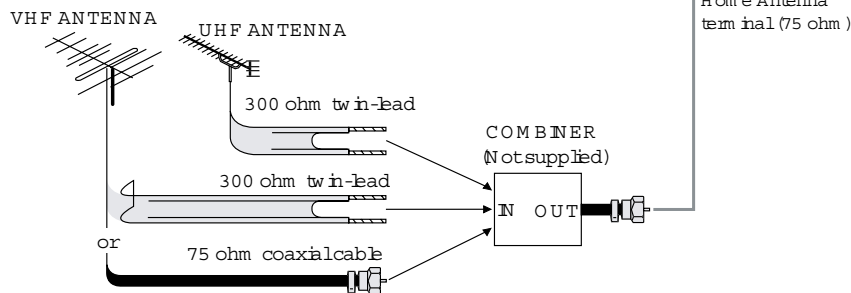 Home Antenna
terminal (75 ohm)
VHF ANTENNA
UHF ANTENNA
300 ohm twin-lead
COMBINER
(Not supplied)
300 ohm twin-lead
IN OUT
or
75 ohm coaxial cable